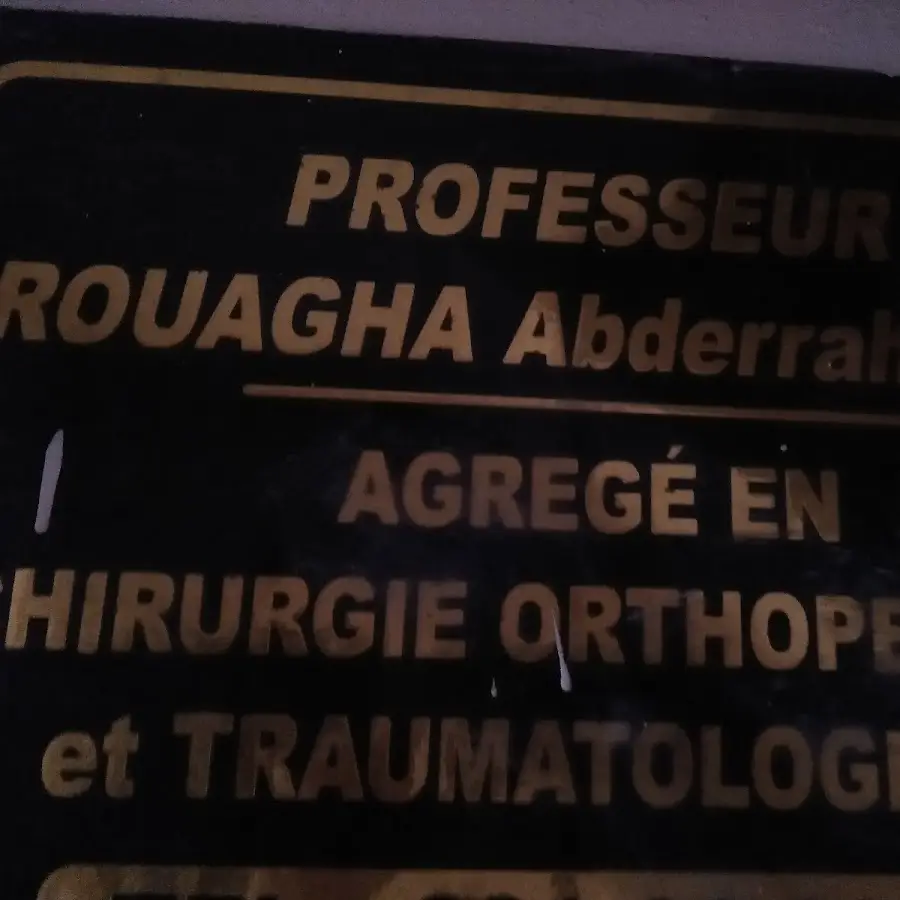 PROFESSEUR
ROUAGHA Abderrah
AGREGÉ EN
HIRURGIE ORTHOPE
et TRAUMATOLOGI